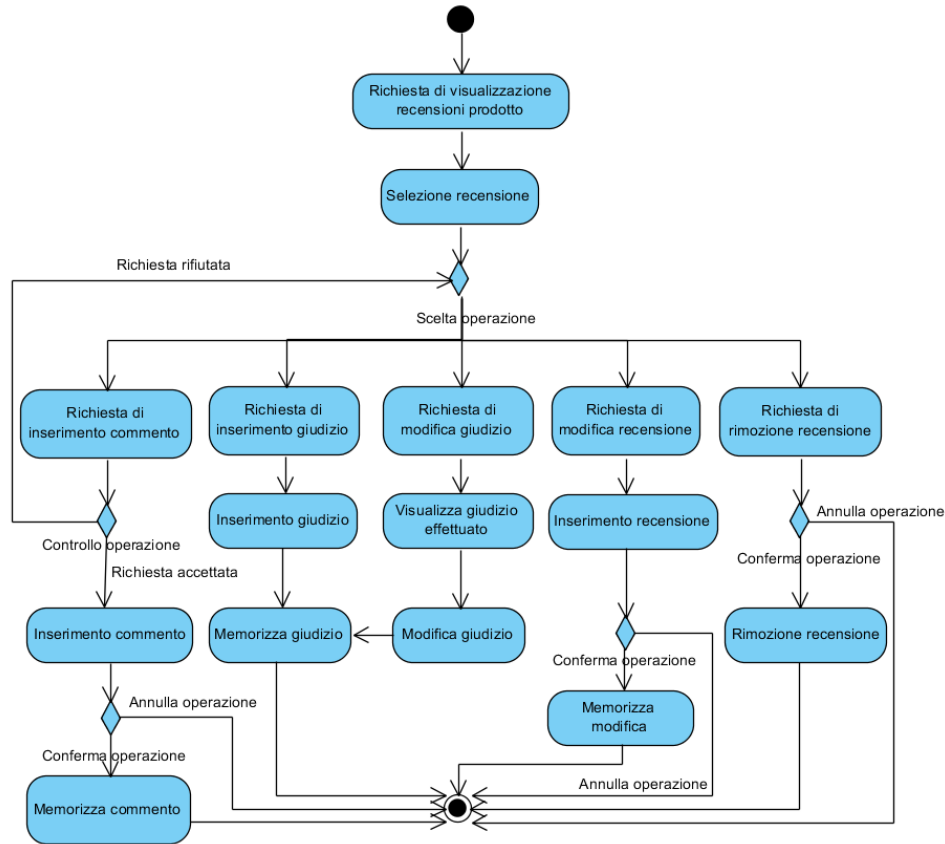 Richiesta di visualizzazione
recensioni prodotto
Selezione recensione
Richiesta rifiutata
Scelta operazione
Richiesta di
inserimento commento
Richiesta di
inserimento giudizio
Richiesta di
modifica giudizio
Richiesta di
modifica recensione
Richiesta di
rimozione recensione
Inserimento giudizio
Visualizza giudizio
effettuato
Inserimento recensione
Annulla operazione
Controllo operazione
Conferma operazione
Richiesta accettata
Inserimento commento
Memorizza giudizio
Modifica giudizio
Rimozione recensione
Conferma operazione
Annulla operazione
Memorizza
modifica
Conferma operazione
Annulla operazione
Memorizza commento